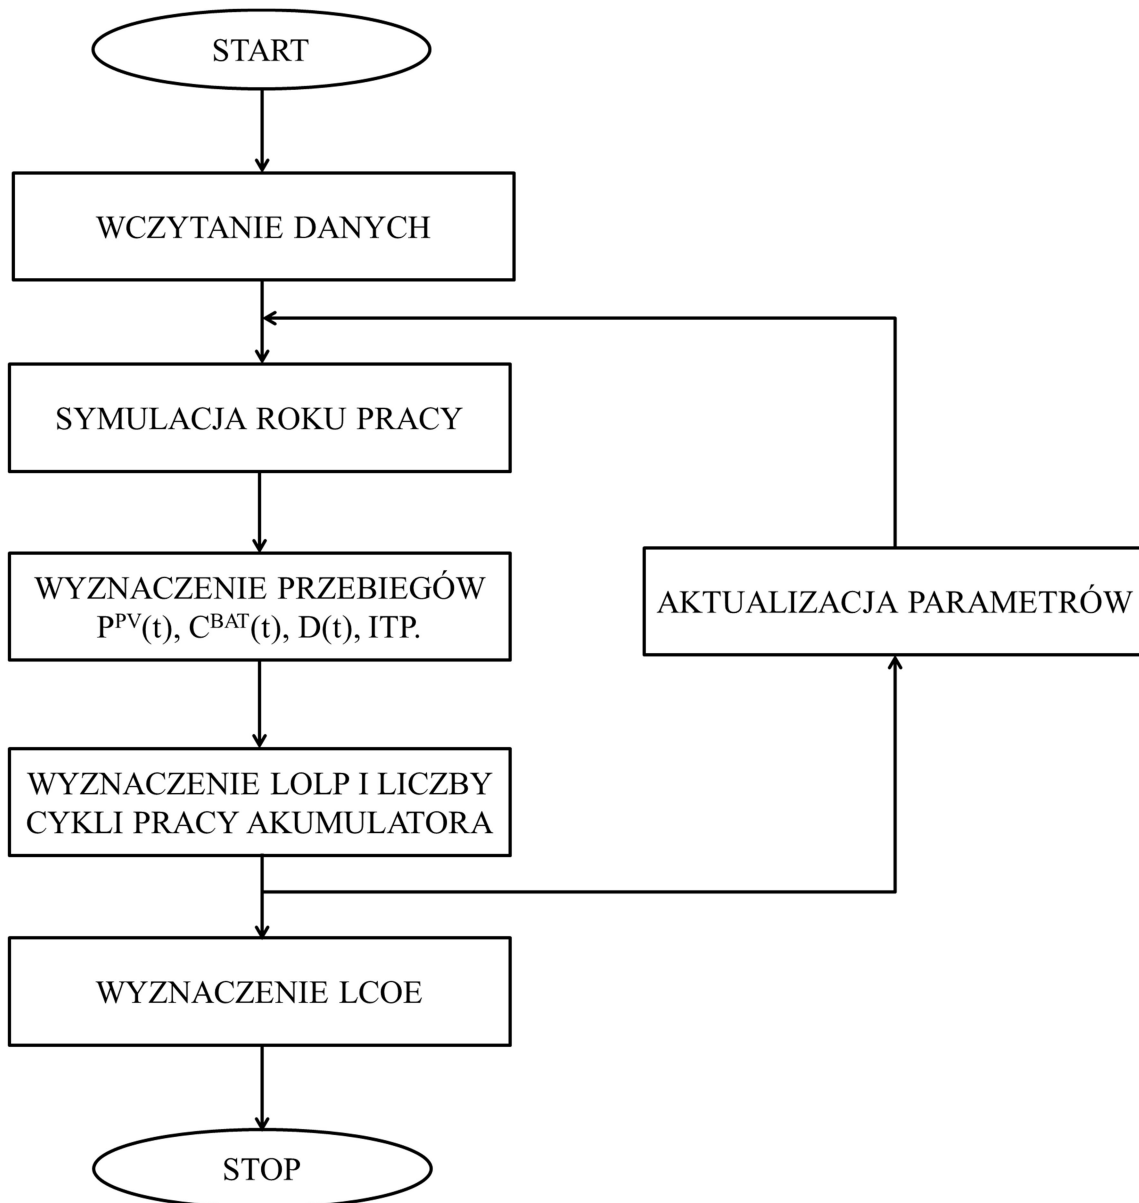 START
WCZYTANIE DANYCH
SYMULACJA ROKU PRACY
WYZNACZENIE PRZEBIEGÓW
P^PV(t), C^BAT(t), D(t), ITP.
AKTUALIZACJA PARAMETRÓW
WYZNACZENIE LOLP I LICZBY
CYKLI PRACY AKUMULATORA
WYZNACZENIE LCOE
STOP